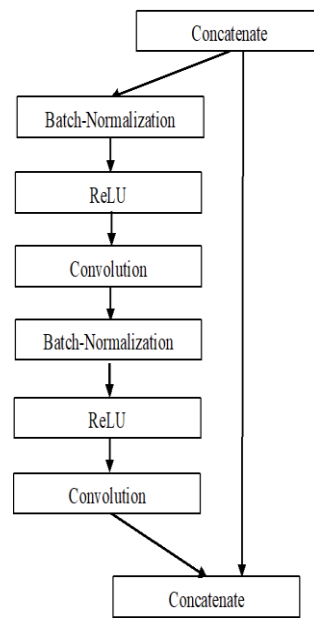 Concatenate
Batch-Normalization
ReLU
Convolution
Batch-Normalization
ReLU
Convolution
Concatenate